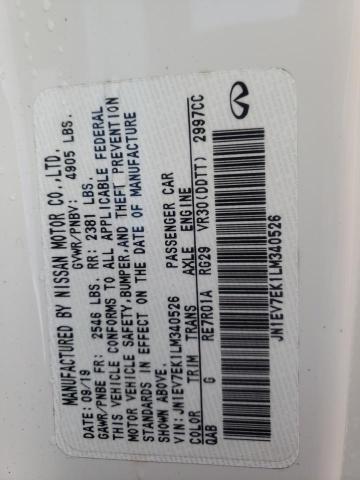 MANUFACTURED BY NISSAN MOTOR CO.,LTD.
DATE: 09/19 GVWR/PNBV: 4905 LBS.
GAWR/PNBE FR: 2546 LBS. RR: 2381 LBS.
THIS VEHICLE CONFORMS TO ALL APPLICABLE FEDERAL
MOTOR VEHICLE SAFETY,BUMPER,AND THEFT PREVENTION
STANDARDS IN EFFECT ON THE DATE OF MANUFACTURE
SHOWN ABOVE.
VIN: JN1EV7EK1LM340526 PASSENGER CAR
COLOR TRIM TRANS AXLE ENGINE
QAB G RE7R01A RG29 VR30(DDTT) 2997CC
JN1EV7EK1LM340526